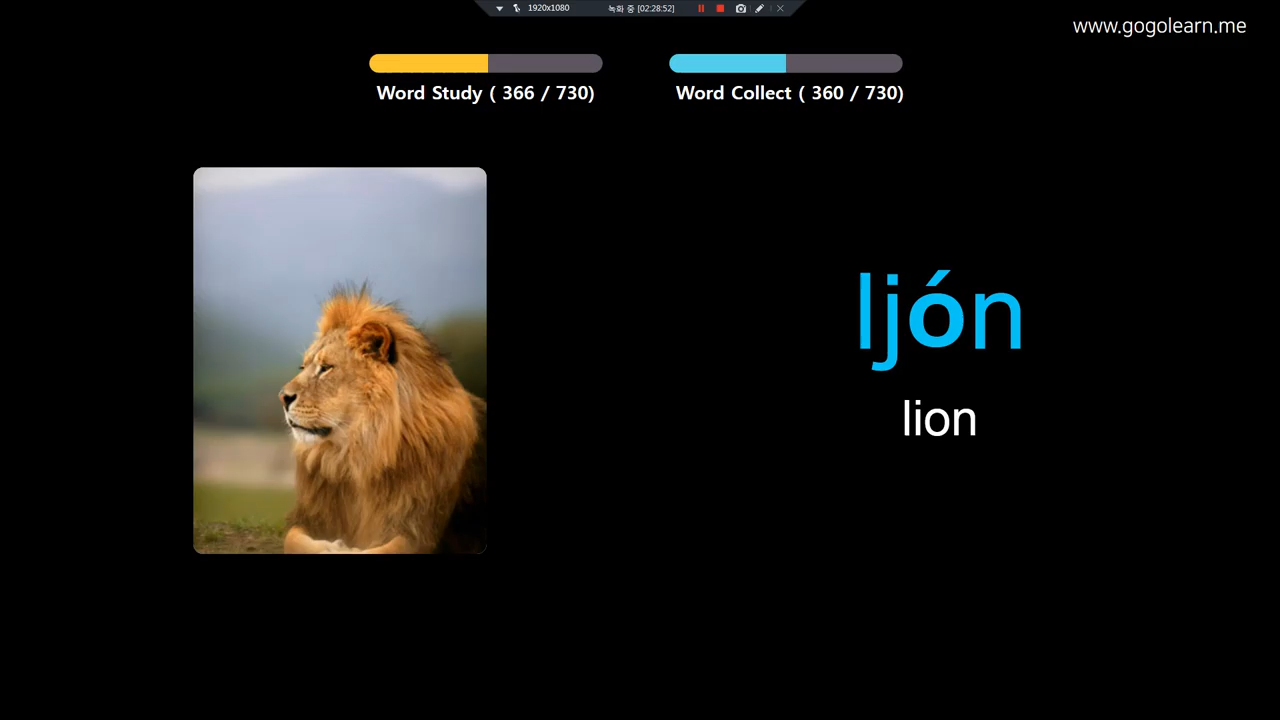 1920x1080 녹화 중 [02:28:52]
www.gogolearn.me
Word Study ( 366 / 730) Word Collect ( 360 / 730)
ljón
lion